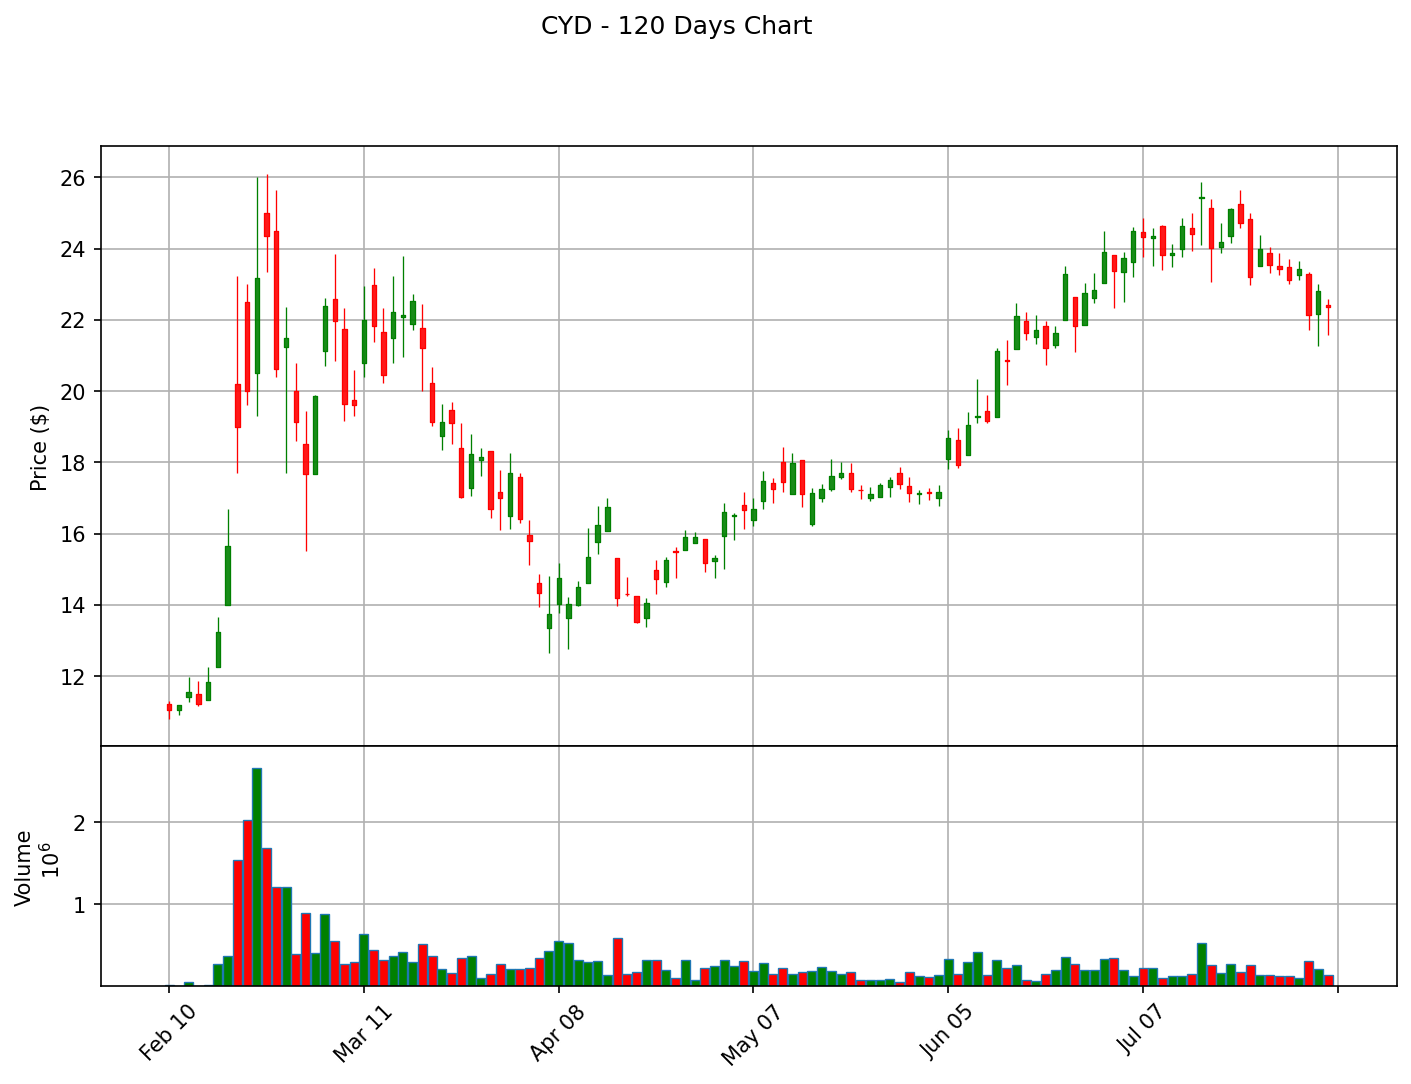 CYD - 120 Days Chart
Price ($)
26
24
22
20
18
16
14
12
Volume
10⁶
2
1
Feb 10
Mar 11
Apr 08
May 07
Jun 05
Jul 07